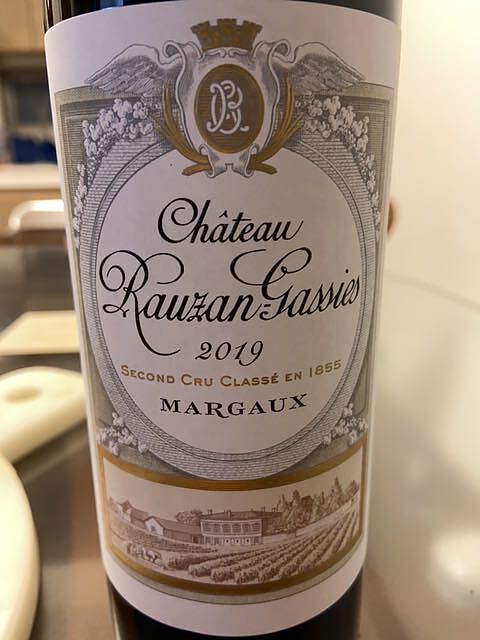 Château
Rauzan-Gassies
2019
SECOND CRU CLASSÉ EN 1855
MARGAUX